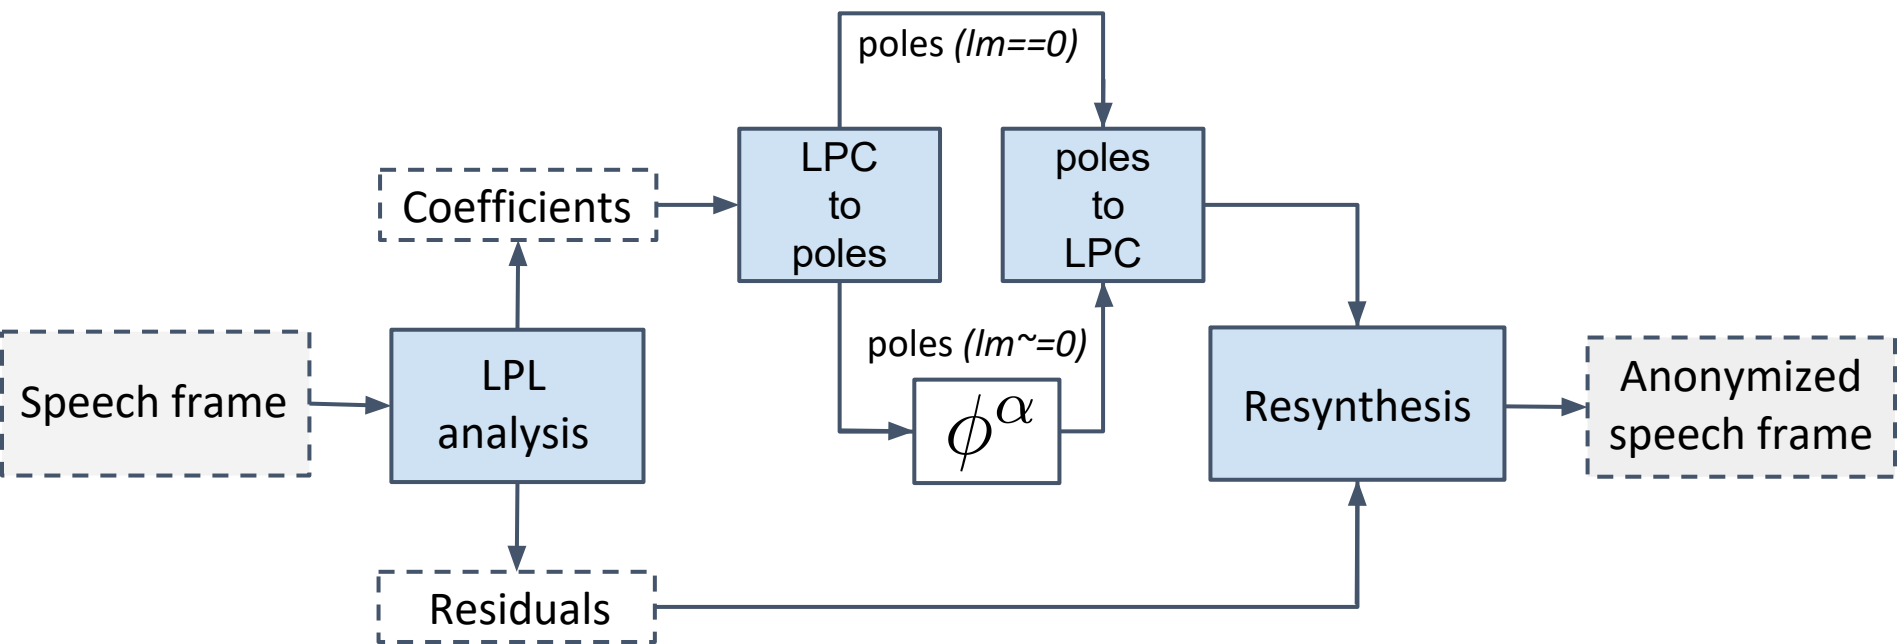 poles (Im==0)
LPC
to
poles
poles
to
LPC
Coefficients
poles (Im~=0)
Speech frame
LPL
analysis
ϕ^α
Resynthesis
Anonymized
speech frame
Residuals